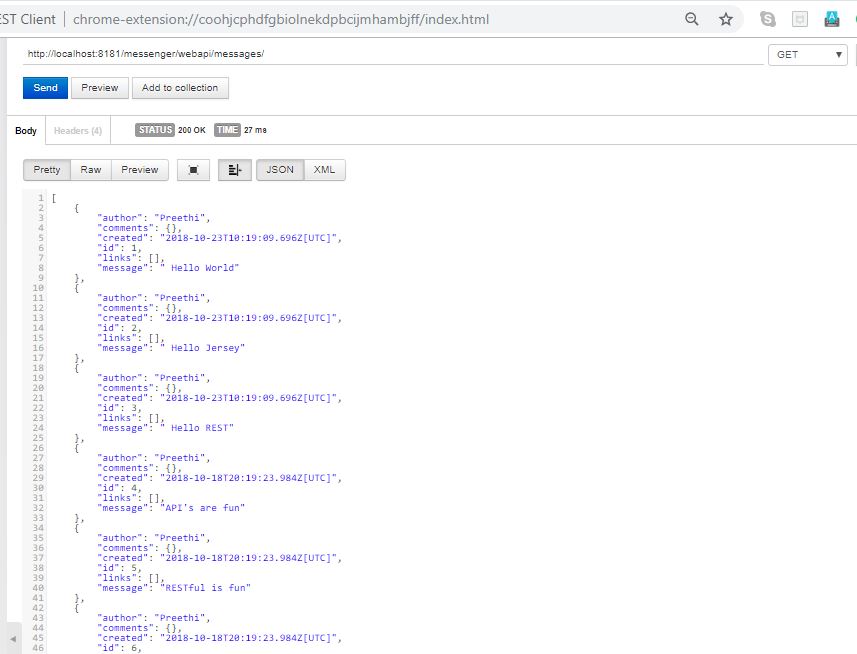 EST Client chrome-extension://coohjcphdfgbiolnekdpbcijmhambjff/index.html
http://localhost:8181/messenger/webapi/messages/ GET
Send Preview Add to collection
Body Headers (4) STATUS 200 OK TIME 27 ms
Pretty Raw Preview JSON XML
1 [
2 {
3 "author": "Preethi",
4 "comments": {},
5 "created": "2018-10-23T10:19:09.696Z[UTC]",
6 "id": 1,
7 "links": [],
8 "message": " Hello World"
9 },
10 {
11 "author": "Preethi",
12 "comments": {},
13 "created": "2018-10-23T10:19:09.696Z[UTC]",
14 "id": 2,
15 "links": [],
16 "message": " Hello Jersey"
17 },
18 {
19 "author": "Preethi",
20 "comments": {},
21 "created": "2018-10-23T10:19:09.696Z[UTC]",
22 "id": 3,
23 "links": [],
24 "message": " Hello REST"
25 },
26 {
27 "author": "Preethi",
28 "comments": {},
29 "created": "2018-10-18T20:19:23.984Z[UTC]",
30 "id": 4,
31 "links": [],
32 "message": "API's are fun"
33 },
34 {
35 "author": "Preethi",
36 "comments": {},
37 "created": "2018-10-18T20:19:23.984Z[UTC]",
38 "id": 5,
39 "links": [],
40 "message": "RESTful is fun"
41 },
42 {
43 "author": "Preethi",
44 "comments": {},
45 "created": "2018-10-18T20:19:23.984Z[UTC]",
46 "id": 6,